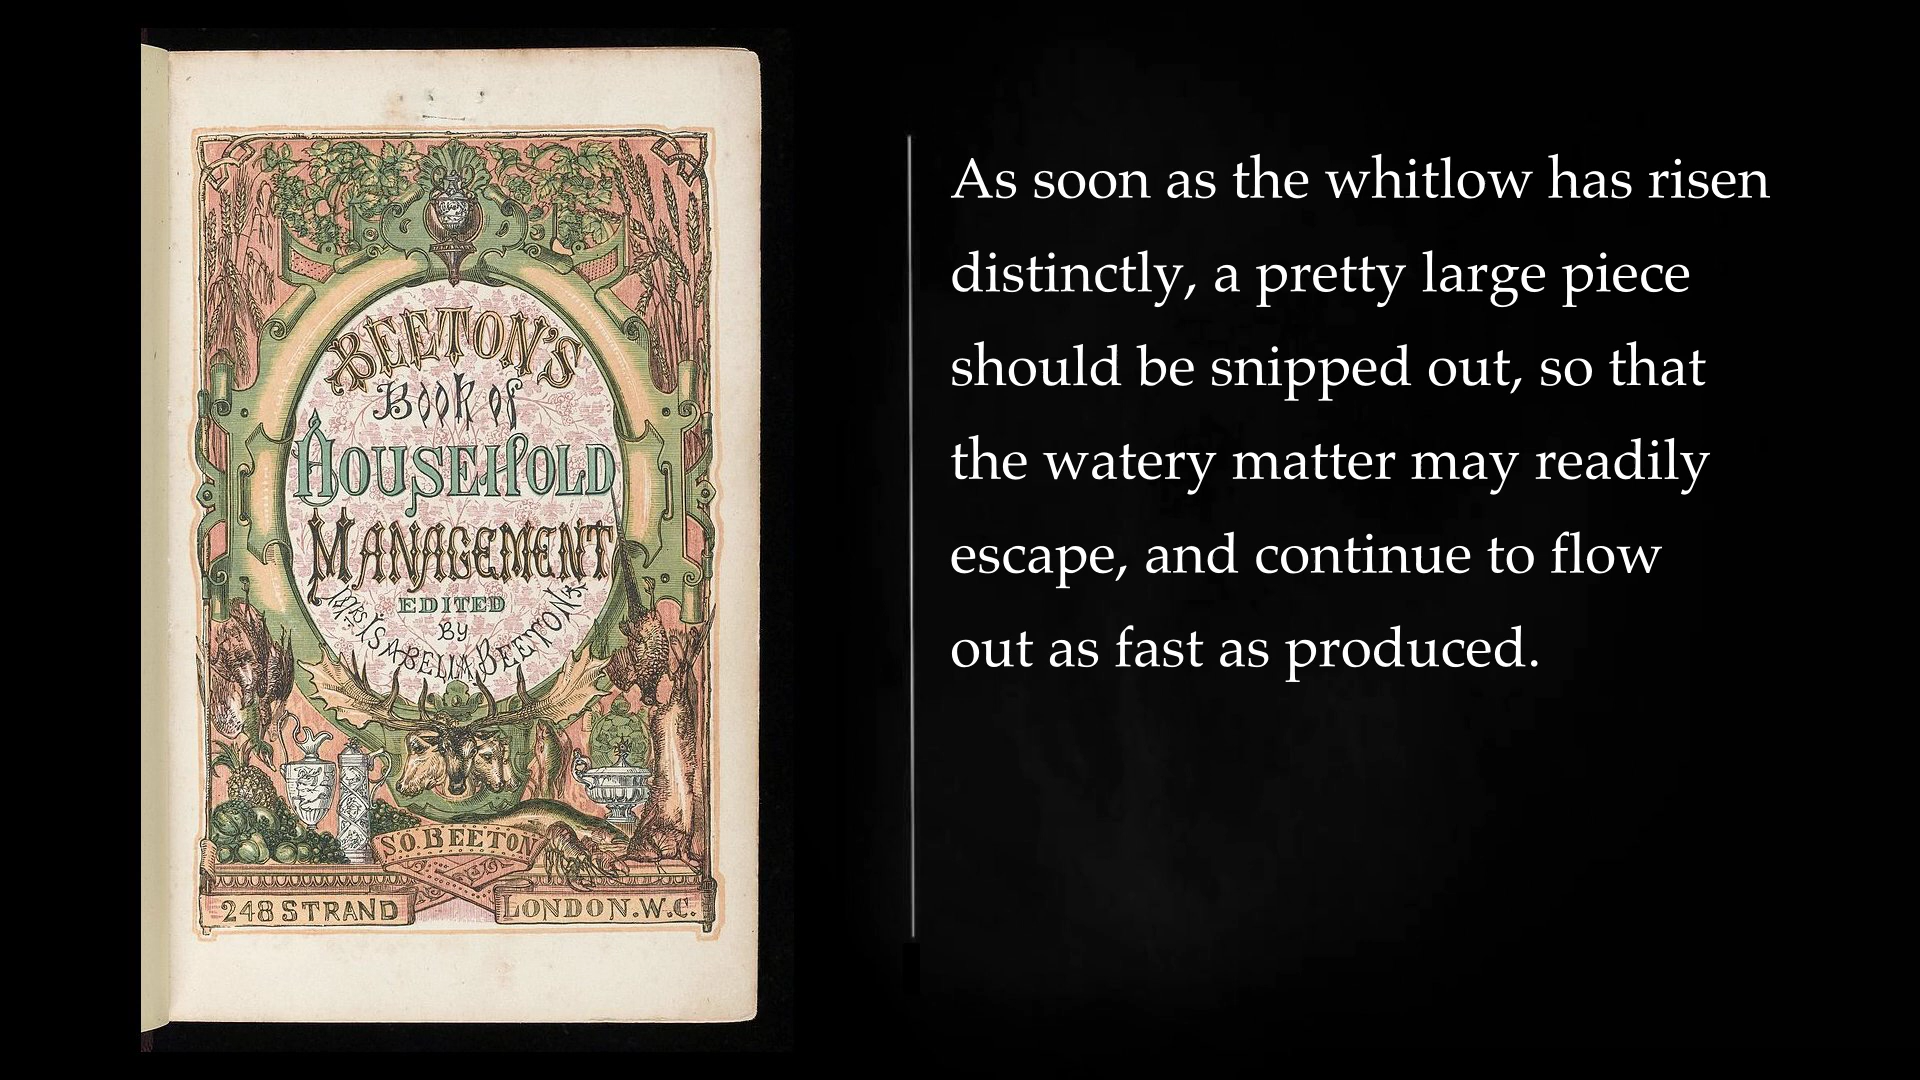 BEETON'S
Book of
HOUSEHOLD
MANAGEMENT
EDITED
BY
MRS ISABELLA BEETON
S.O. BEETON
248 STRAND
LONDON.W.C.
As soon as the whitlow has risen
distinctly, a pretty large piece
should be snipped out, so that
the watery matter may readily
escape, and continue to flow
out as fast as produced.